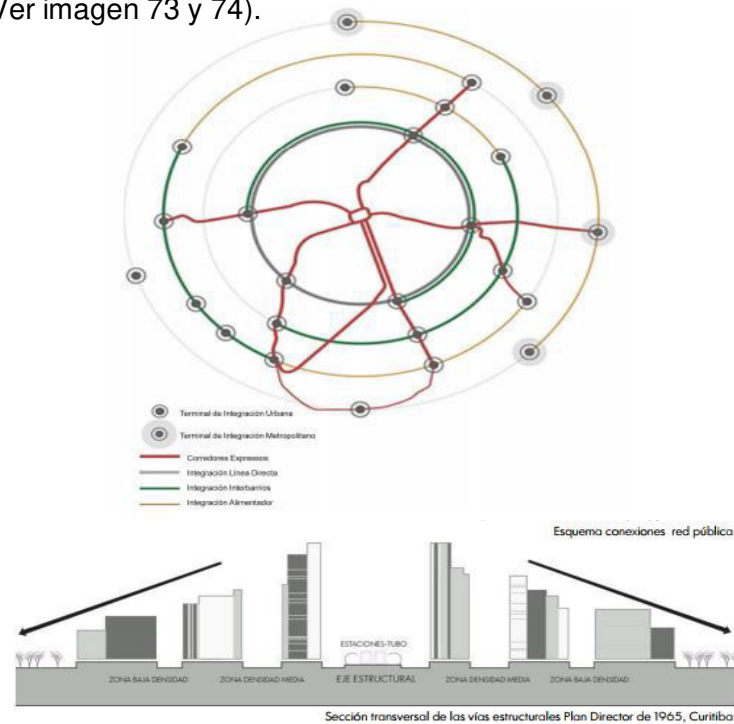 Ver imagen 73 y 74).
Terminal de Integración Urbana
Terminal de Integración Metropolitano
Corredores Expressos
Integración Línea Directa
Integración Interbarrios
Integración Alimentador
Esquema conexiones red pública
ESTACIONES-TUBO
ZONA BAJA DENSIDAD ZONA DENSIDAD MEDIA EJE ESTRUCTURAL ZONA DENSIDAD MEDIA ZONA BAJA DENSIDAD
Sección transversal de las vías estructurales Plan Director de 1965, Curitiba